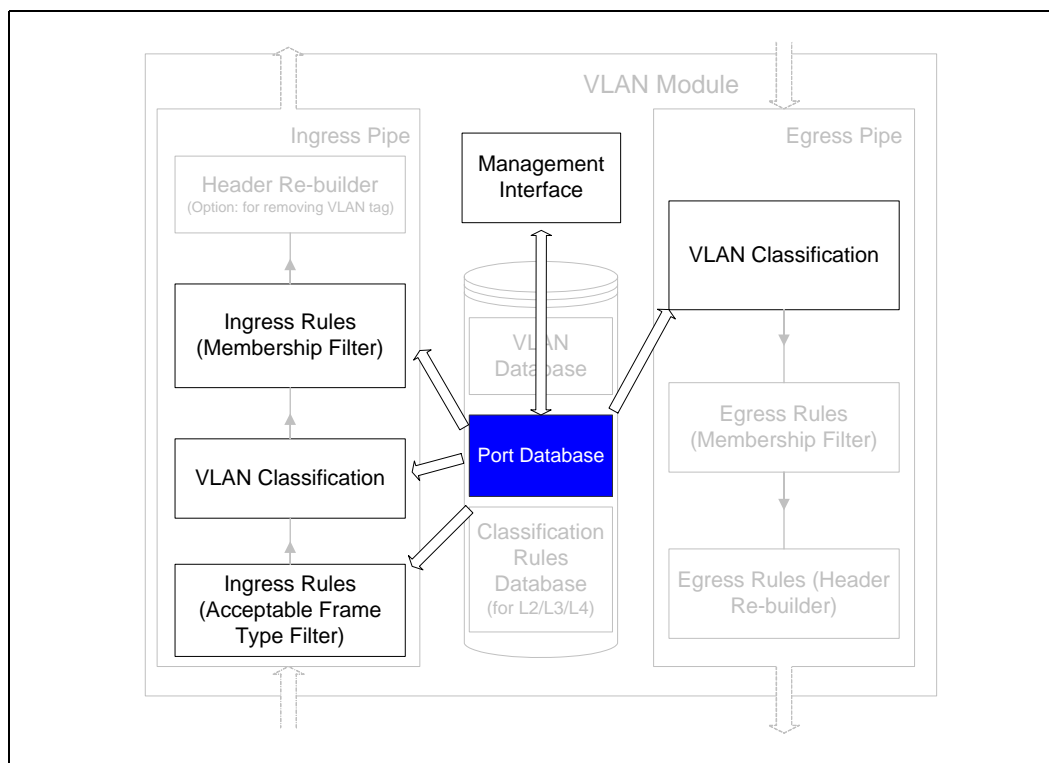 VLAN Module
Ingress Pipe
Header Re-builder
(Option: for removing VLAN tag)
Ingress Rules
(Membership Filter)
VLAN Classification
Ingress Rules
(Acceptable Frame
Type Filter)
Management
Interface
VLAN
Database
Port Database
Classification
Rules
Database
(for L2/L3/L4)
Egress Pipe
VLAN Classification
Egress Rules
(Membership Filter)
Egress Rules (Header
Re-builder)